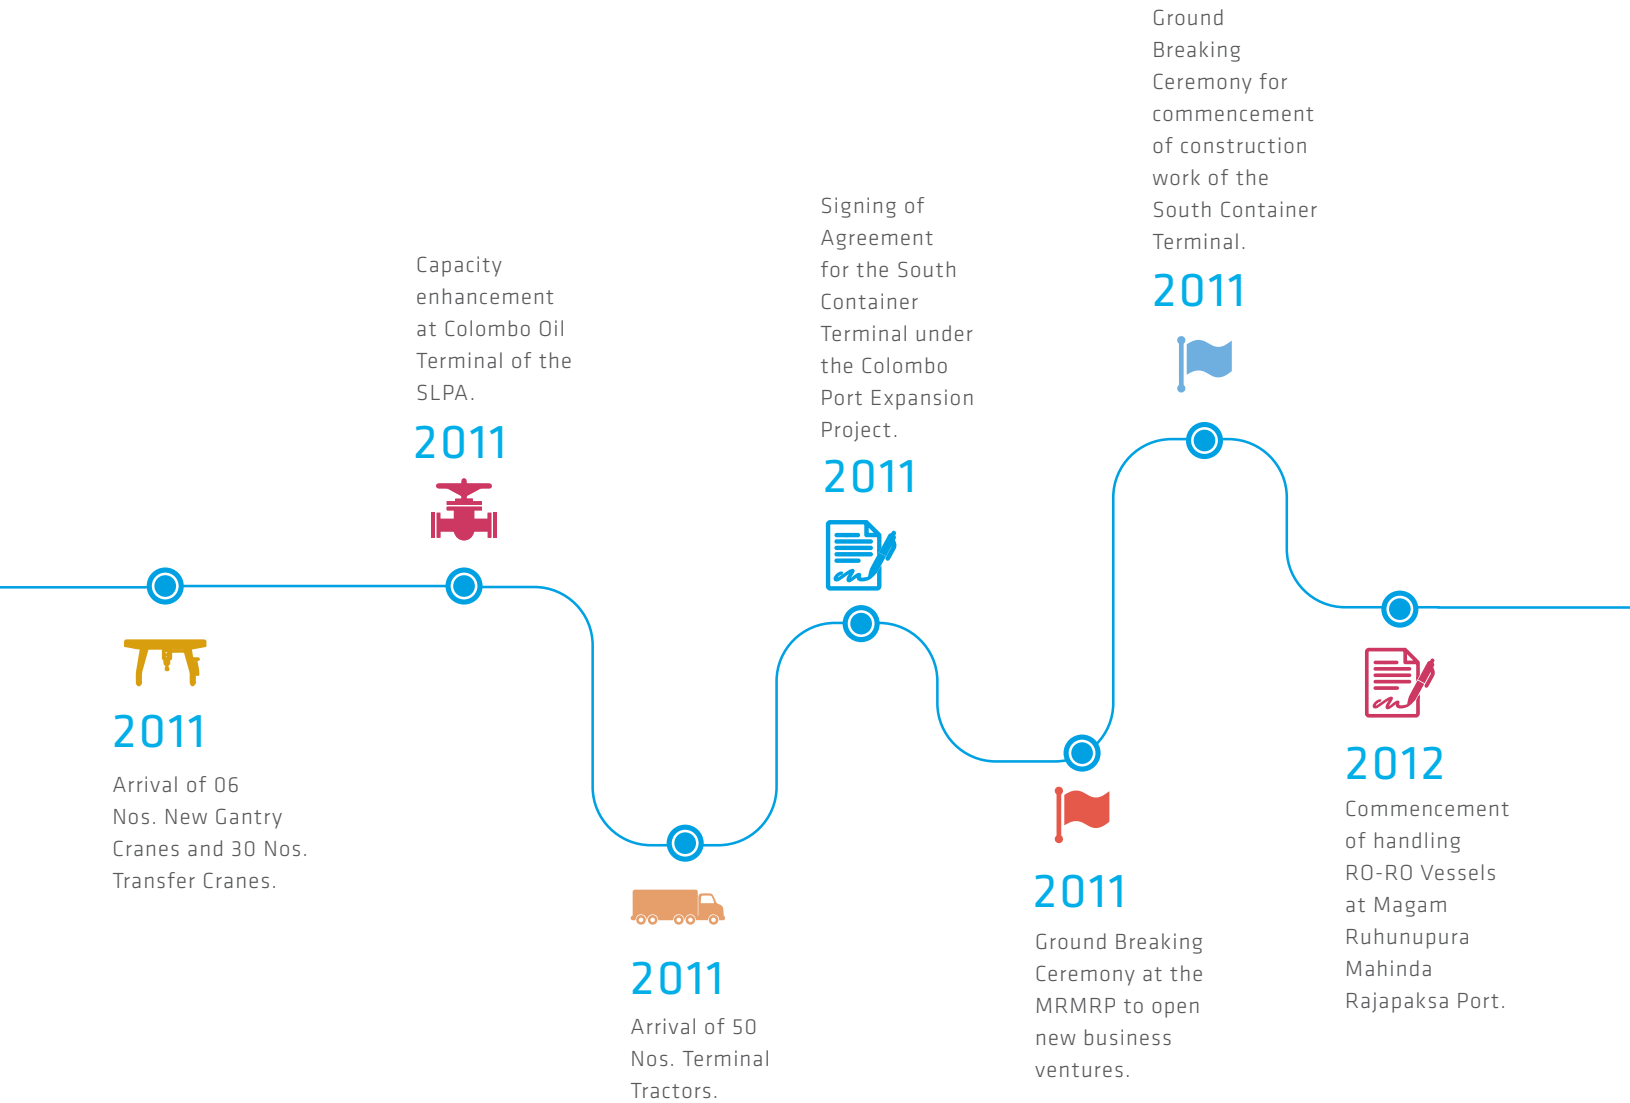 2011
Arrival of 06
Nos. New Gantry
Cranes and 30 Nos.
Transfer Cranes.
Capacity
enhancement
at Colombo Oil
Terminal of the
SLPA.
2011
2011
Arrival of 50
Nos. Terminal
Tractors.
Signing of
Agreement
for the South
Container
Terminal under
the Colombo
Port Expansion
Project.
2011
2011
Ground Breaking
Ceremony at the
MRMRP to open
new business
ventures.
Ground
Breaking
Ceremony for
commencement
of construction
work of the
South Container
Terminal.
2011
2012
Commencement
of handling
RO-RO Vessels
at Magam
Ruhunupura
Mahinda
Rajapaksa Port.